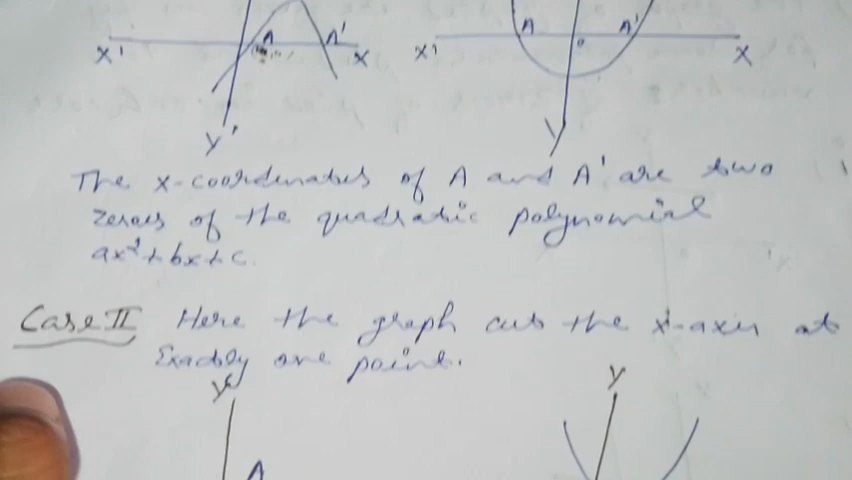 A A' A A'
X' X X' X
Y' Y
The x-coordinates of A and A' are two
zeroes of the quadratic polynomial
ax²+bx+c.
Case II Here the graph cut the x-axis at
Exactly one point.
Y Y
A